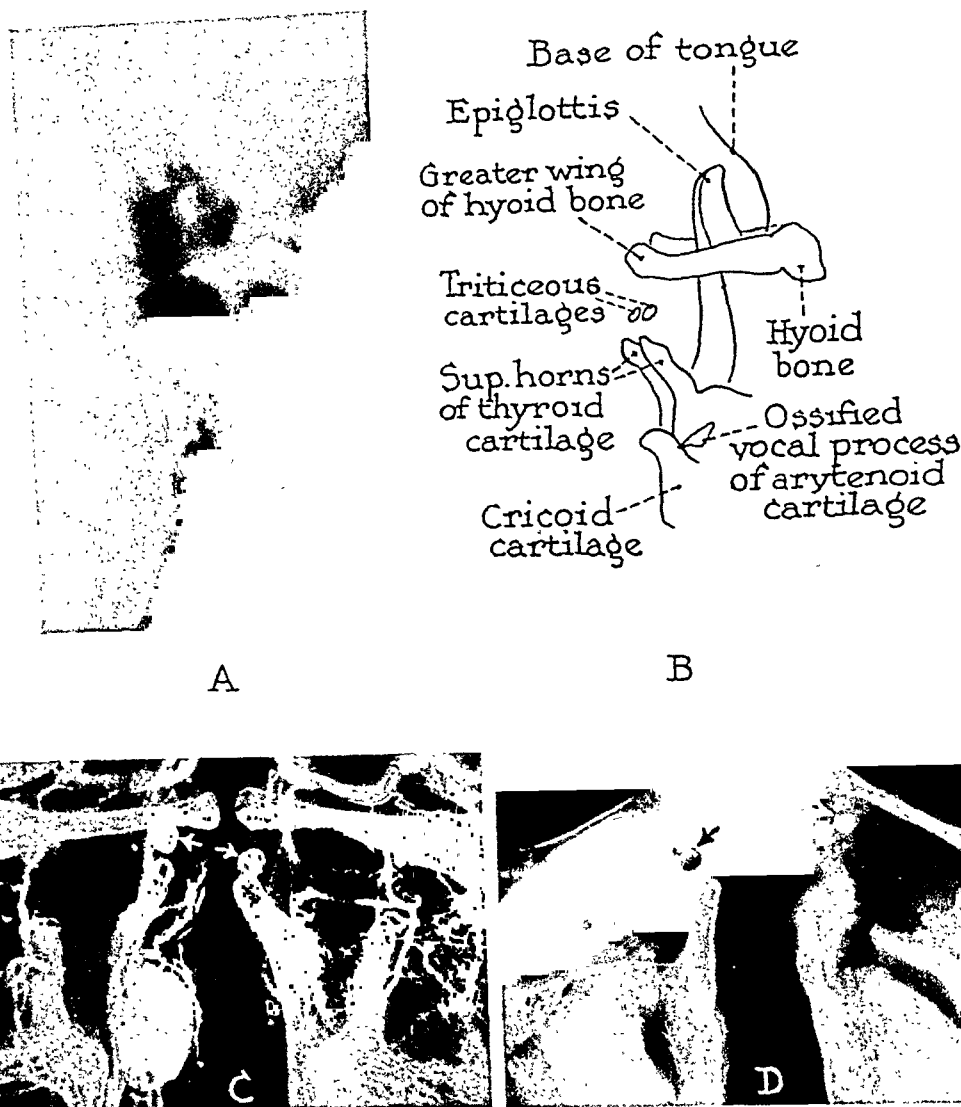 Base of tongue
Epiglottis
Greater wing
of hyoid bone
Triticeous
cartilages
Hyoid
bone
Sup. horns
of thyroid
cartilage
Ossified
vocal process
of arytenoid
cartilage
Cricoid
cartilage
A
B
C
D